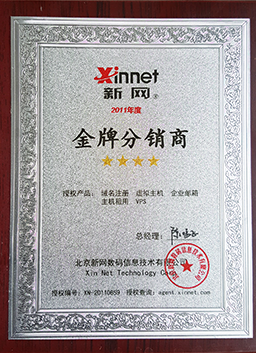 Xinnet
新网®
2011年度
金牌分销商
授权产品： 域名注册 虚拟主机 企业邮箱
主机租用 VPS
总经理：
北京新网数码信息技术有限公司
Xin Net Technology Corp
授权编号：XN-20110659 授权查询：agent.xinnet.com